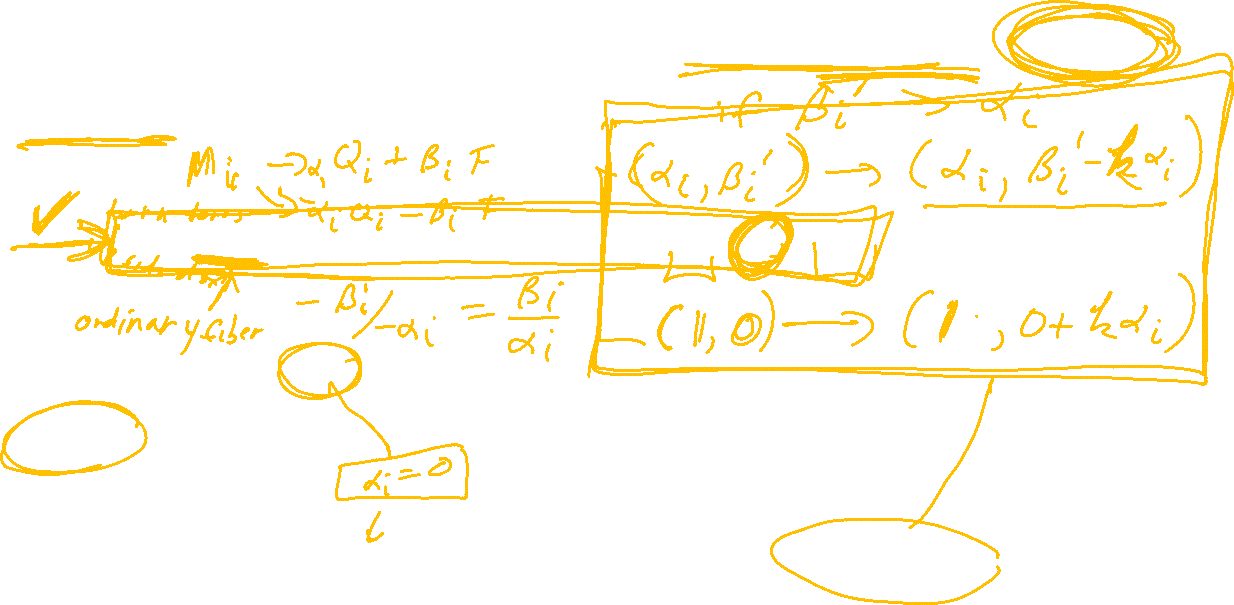 if βi' > αi
Mi → αi Qi + βi F
→ -αi Qi - βi F
(αi, βi') → (αi, βi' - kαi)
ordinary fiber
-βi/-αi = βi/αi
(1, 0) → (1, 0 + kαi)
αi = 0